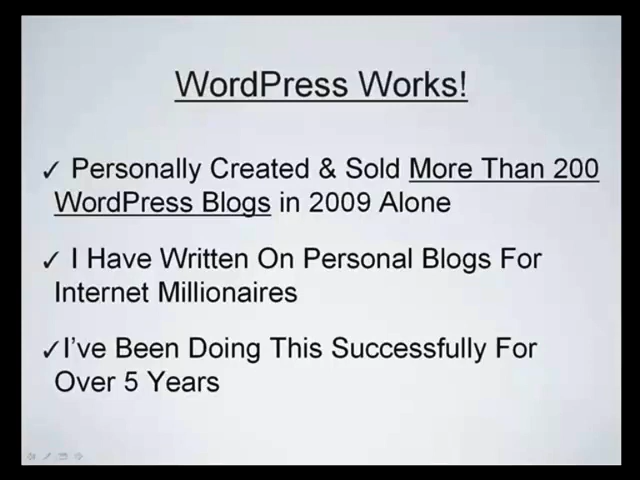 WordPress Works!
✓ Personally Created & Sold More Than 200
WordPress Blogs in 2009 Alone
✓ I Have Written On Personal Blogs For
Internet Millionaires
✓I’ve Been Doing This Successfully For
Over 5 Years